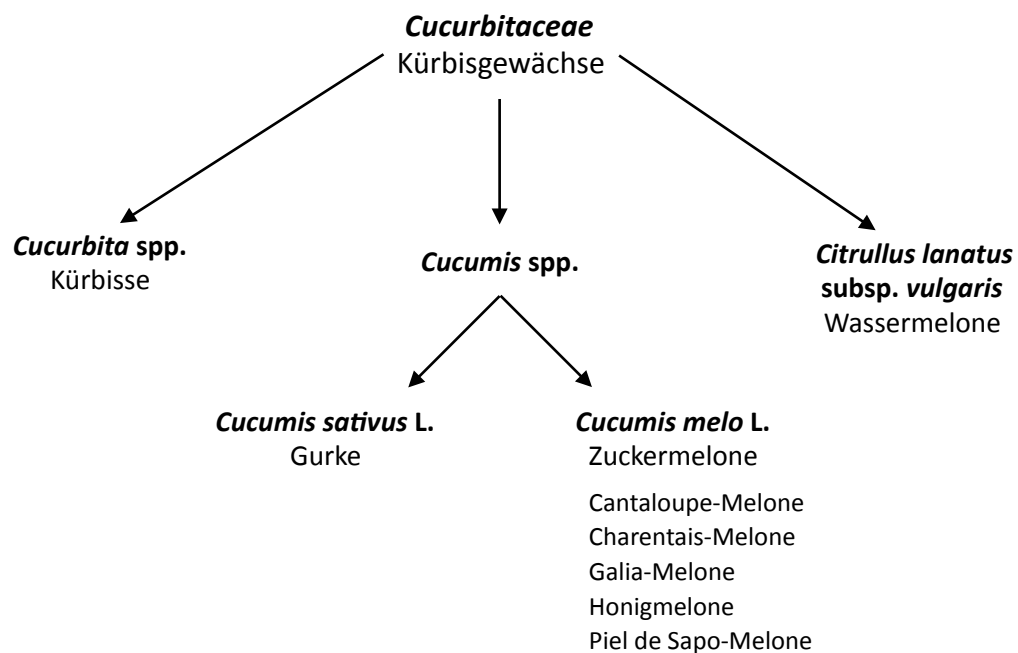 Cucurbitaceae
Kürbisgewächse
Cucurbita spp.
Kürbisse
Cucumis spp.
Citrullus lanatus
subsp. vulgaris
Wassermelone
Cucumis sativus L.
Gurke
Cucumis melo L.
Zuckermelone
Cantaloupe-Melone
Charentais-Melone
Galia-Melone
Honigmelone
Piel de Sapo-Melone